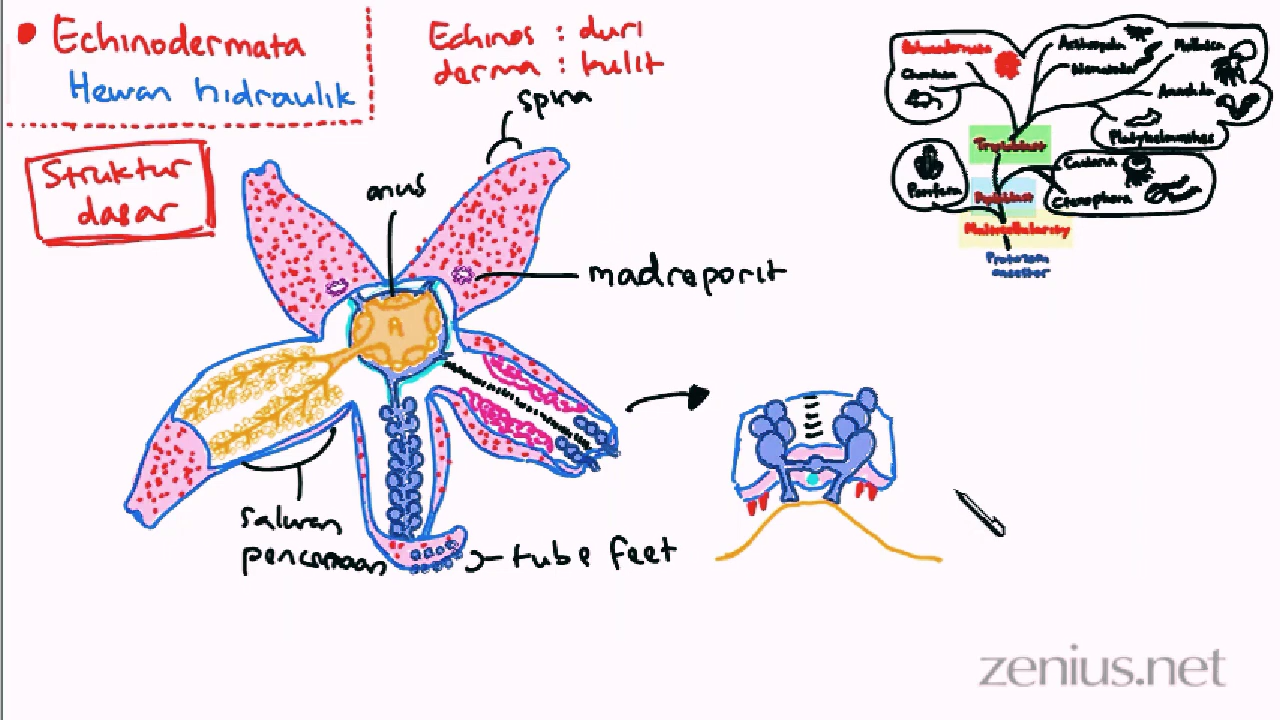 Echinodermata
Hewan hidraulik
Echinos : duri
derma : kulit
Struktur
dasar
spina
anus
madreporit
A
saluran
pencernaan
tube feet
Echinodermata
Chordata
Arthropoda
Nematoda
Mollusca
Annelida
Platyhelminthes
Triploblast
Cnidaria
Ctenophora
Porifera
Diploblast
Multicellularity
Protozoan
ancestor
zenius.net